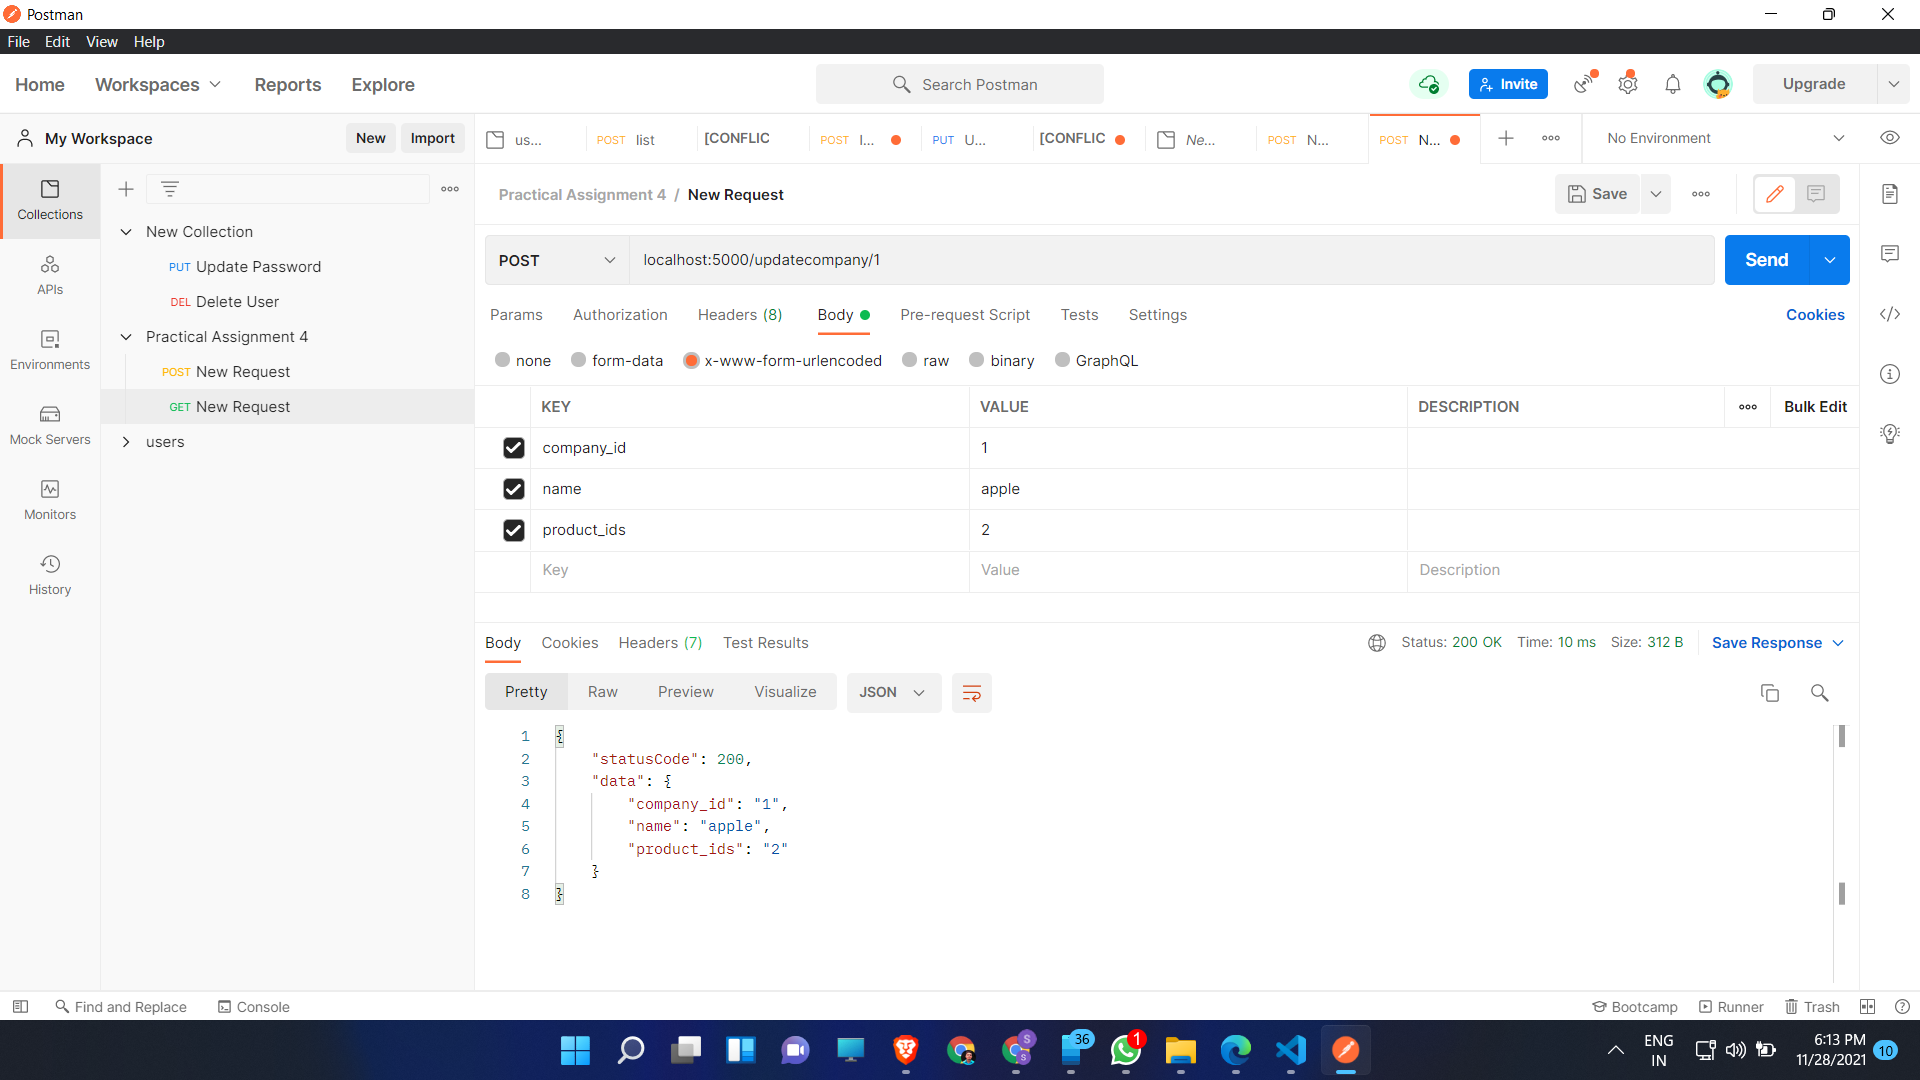 Postman
File Edit View Help
Home Workspaces Reports Explore
Search Postman
Invite
Upgrade
My Workspace
New
Import
us...
POST list
[CONFLIC
POST I...
PUT U...
[CONFLIC
Ne...
POST N...
POST N...
No Environment
Practical Assignment 4 / New Request
Save
Collections
APIs
Environments
Mock Servers
Monitors
History
New Collection
PUT Update Password
DEL Delete User
Practical Assignment 4
POST New Request
GET New Request
users
POST
localhost:5000/updatecompany/1
Send
Params Authorization Headers (8) Body Pre-request Script Tests Settings
Cookies
none form-data x-www-form-urlencoded raw binary GraphQL
KEY VALUE DESCRIPTION
Bulk Edit
company_id 1
name apple
product_ids 2
Key Value Description
Body Cookies Headers (7) Test Results
Status: 200 OK Time: 10 ms Size: 312 B
Save Response
Pretty Raw Preview Visualize
JSON
1 {
2 "statusCode": 200,
3 "data": {
4 "company_id": "1",
5 "name": "apple",
6 "product_ids": "2"
7 }
8 }
Find and Replace
Console
Bootcamp
Runner
Trash
S
S
36
1
ENG
IN
6:13 PM
11/28/2021
10